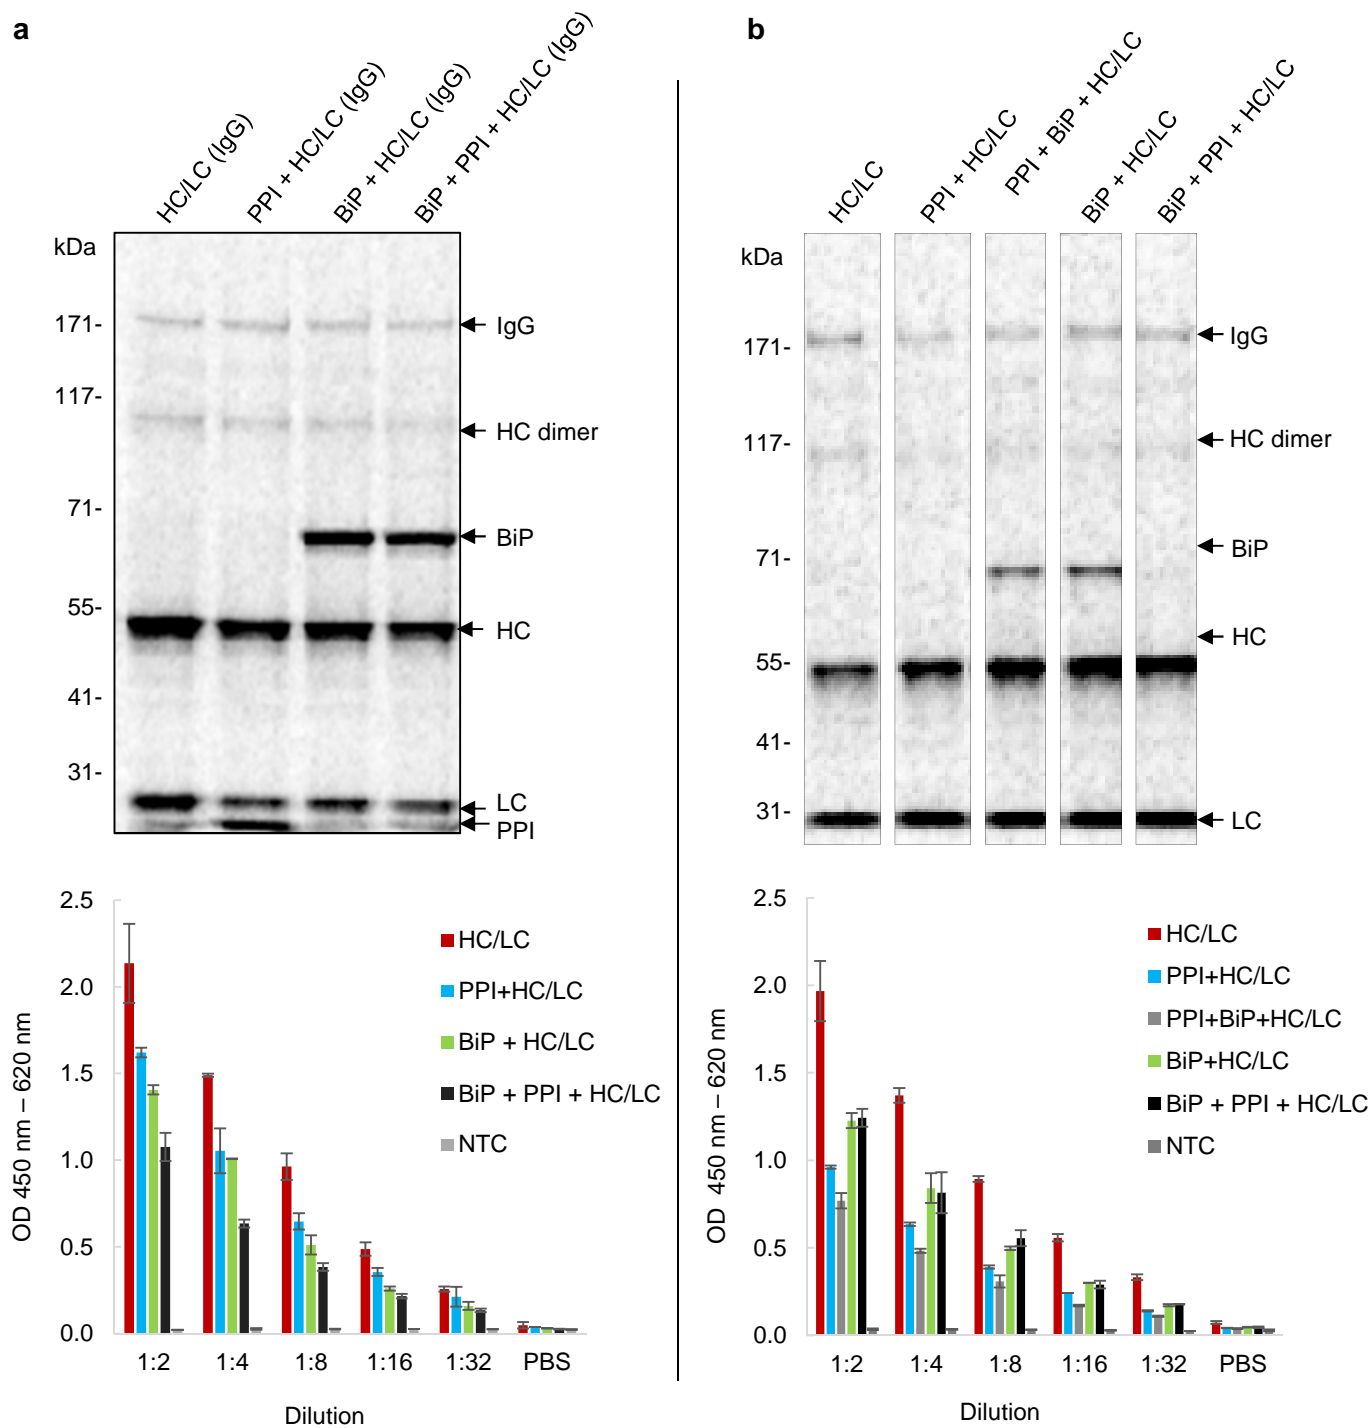 a
HC/LC (IgG)
PPI + HC/LC (IgG)
BiP + HC/LC (IgG)
BiP + PPI + HC/LC (IgG)
kDa
171-
117-
71-
55-
41-
31-
IgG
HC dimer
BiP
HC
LC
PPI
2.5
2.0
1.5
1.0
0.5
0.0
OD 450 nm – 620 nm
HC/LC
PPI+HC/LC
BiP + HC/LC
BiP + PPI + HC/LC
NTC
1:2 1:4 1:8 1:16 1:32 PBS
Dilution
b
HC/LC
PPI + HC/LC
PPI + BiP + HC/LC
BiP + HC/LC
BiP + PPI + HC/LC
kDa
171-
117-
71-
55-
41-
31-
IgG
HC dimer
BiP
HC
LC
2.5
2.0
1.5
1.0
0.5
0.0
OD 450 nm – 620 nm
HC/LC
PPI+HC/LC
PPI+BiP+HC/LC
BiP+HC/LC
BiP + PPI + HC/LC
NTC
1:2 1:4 1:8 1:16 1:32 PBS
Dilution